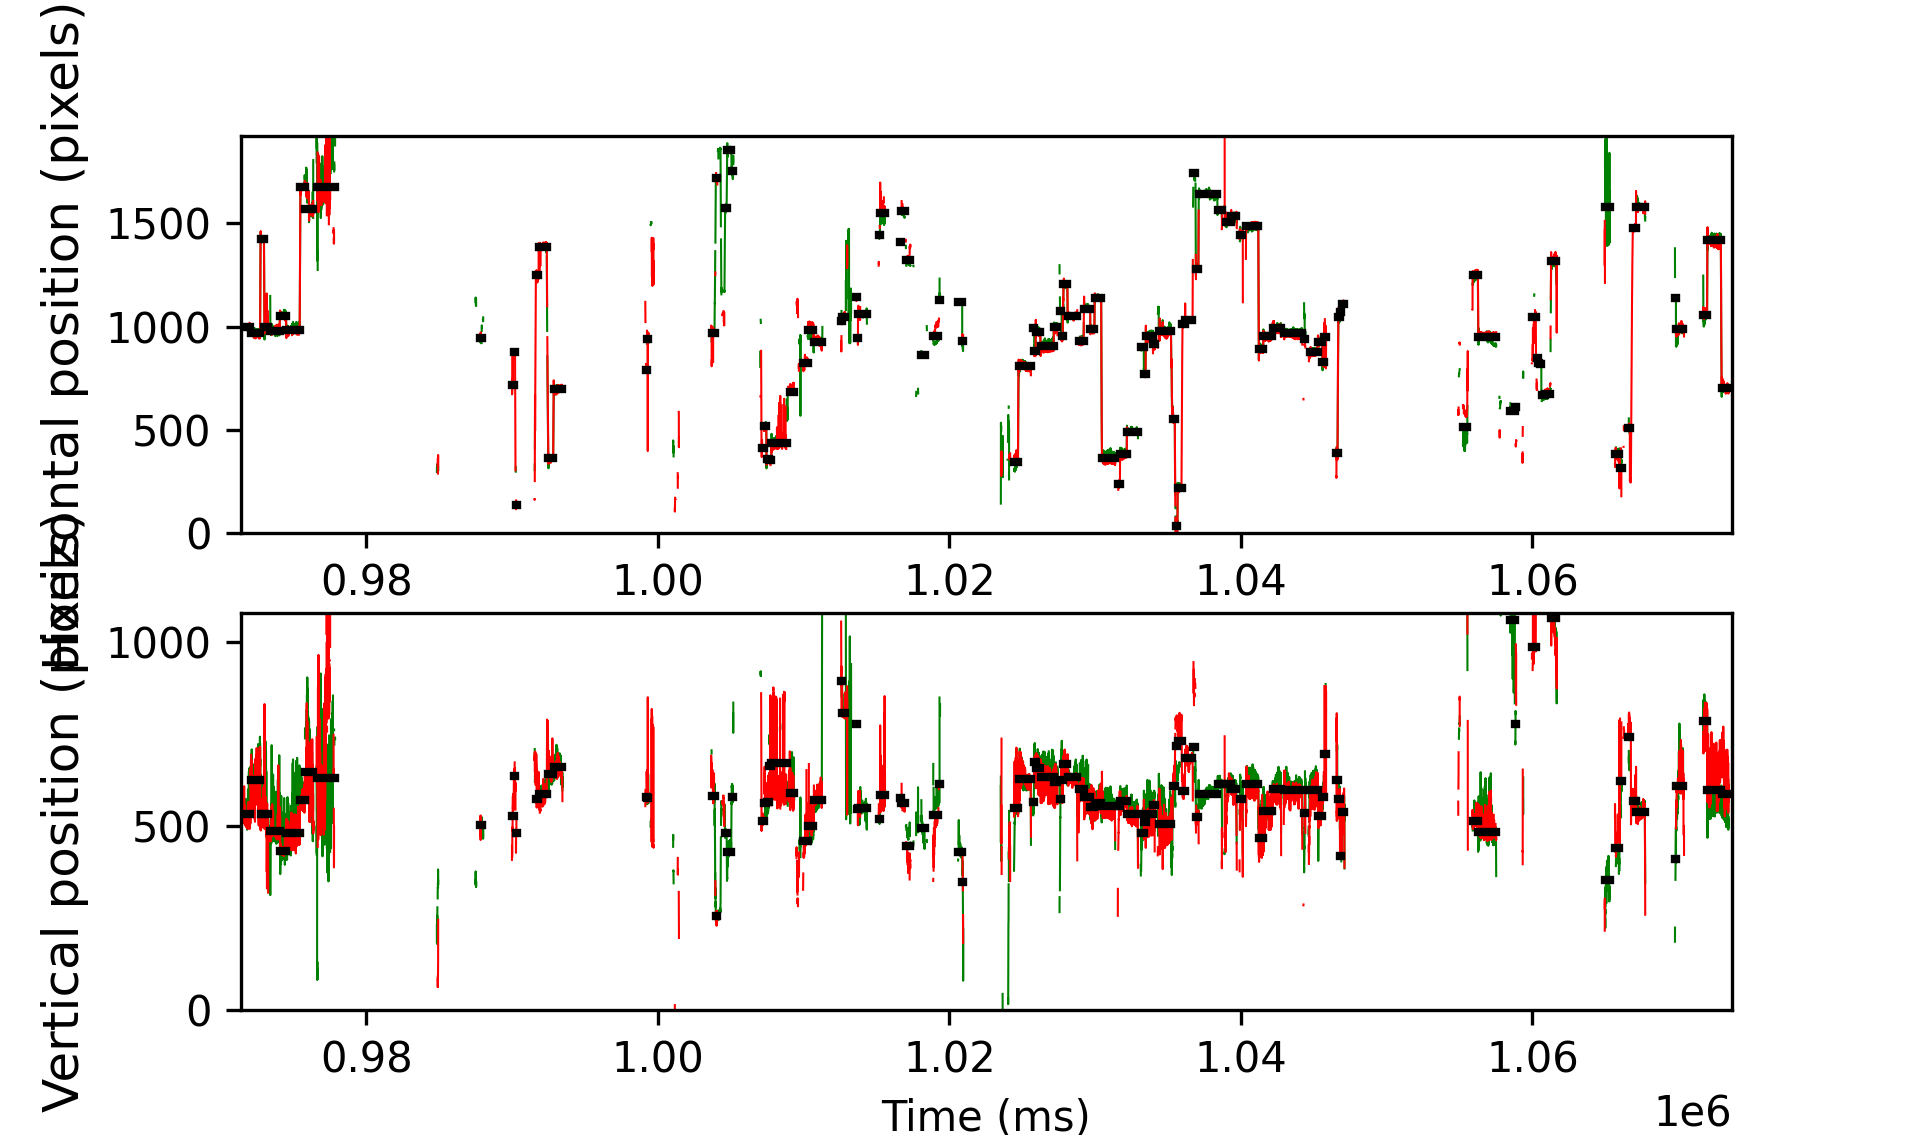 Horizontal position (pixels)
1500
1000
500
0
0.98 1.00 1.02 1.04 1.06
Vertical position (pixels)
1000
500
0
0.98 1.00 1.02 1.04 1.06
Time (ms)
1e6